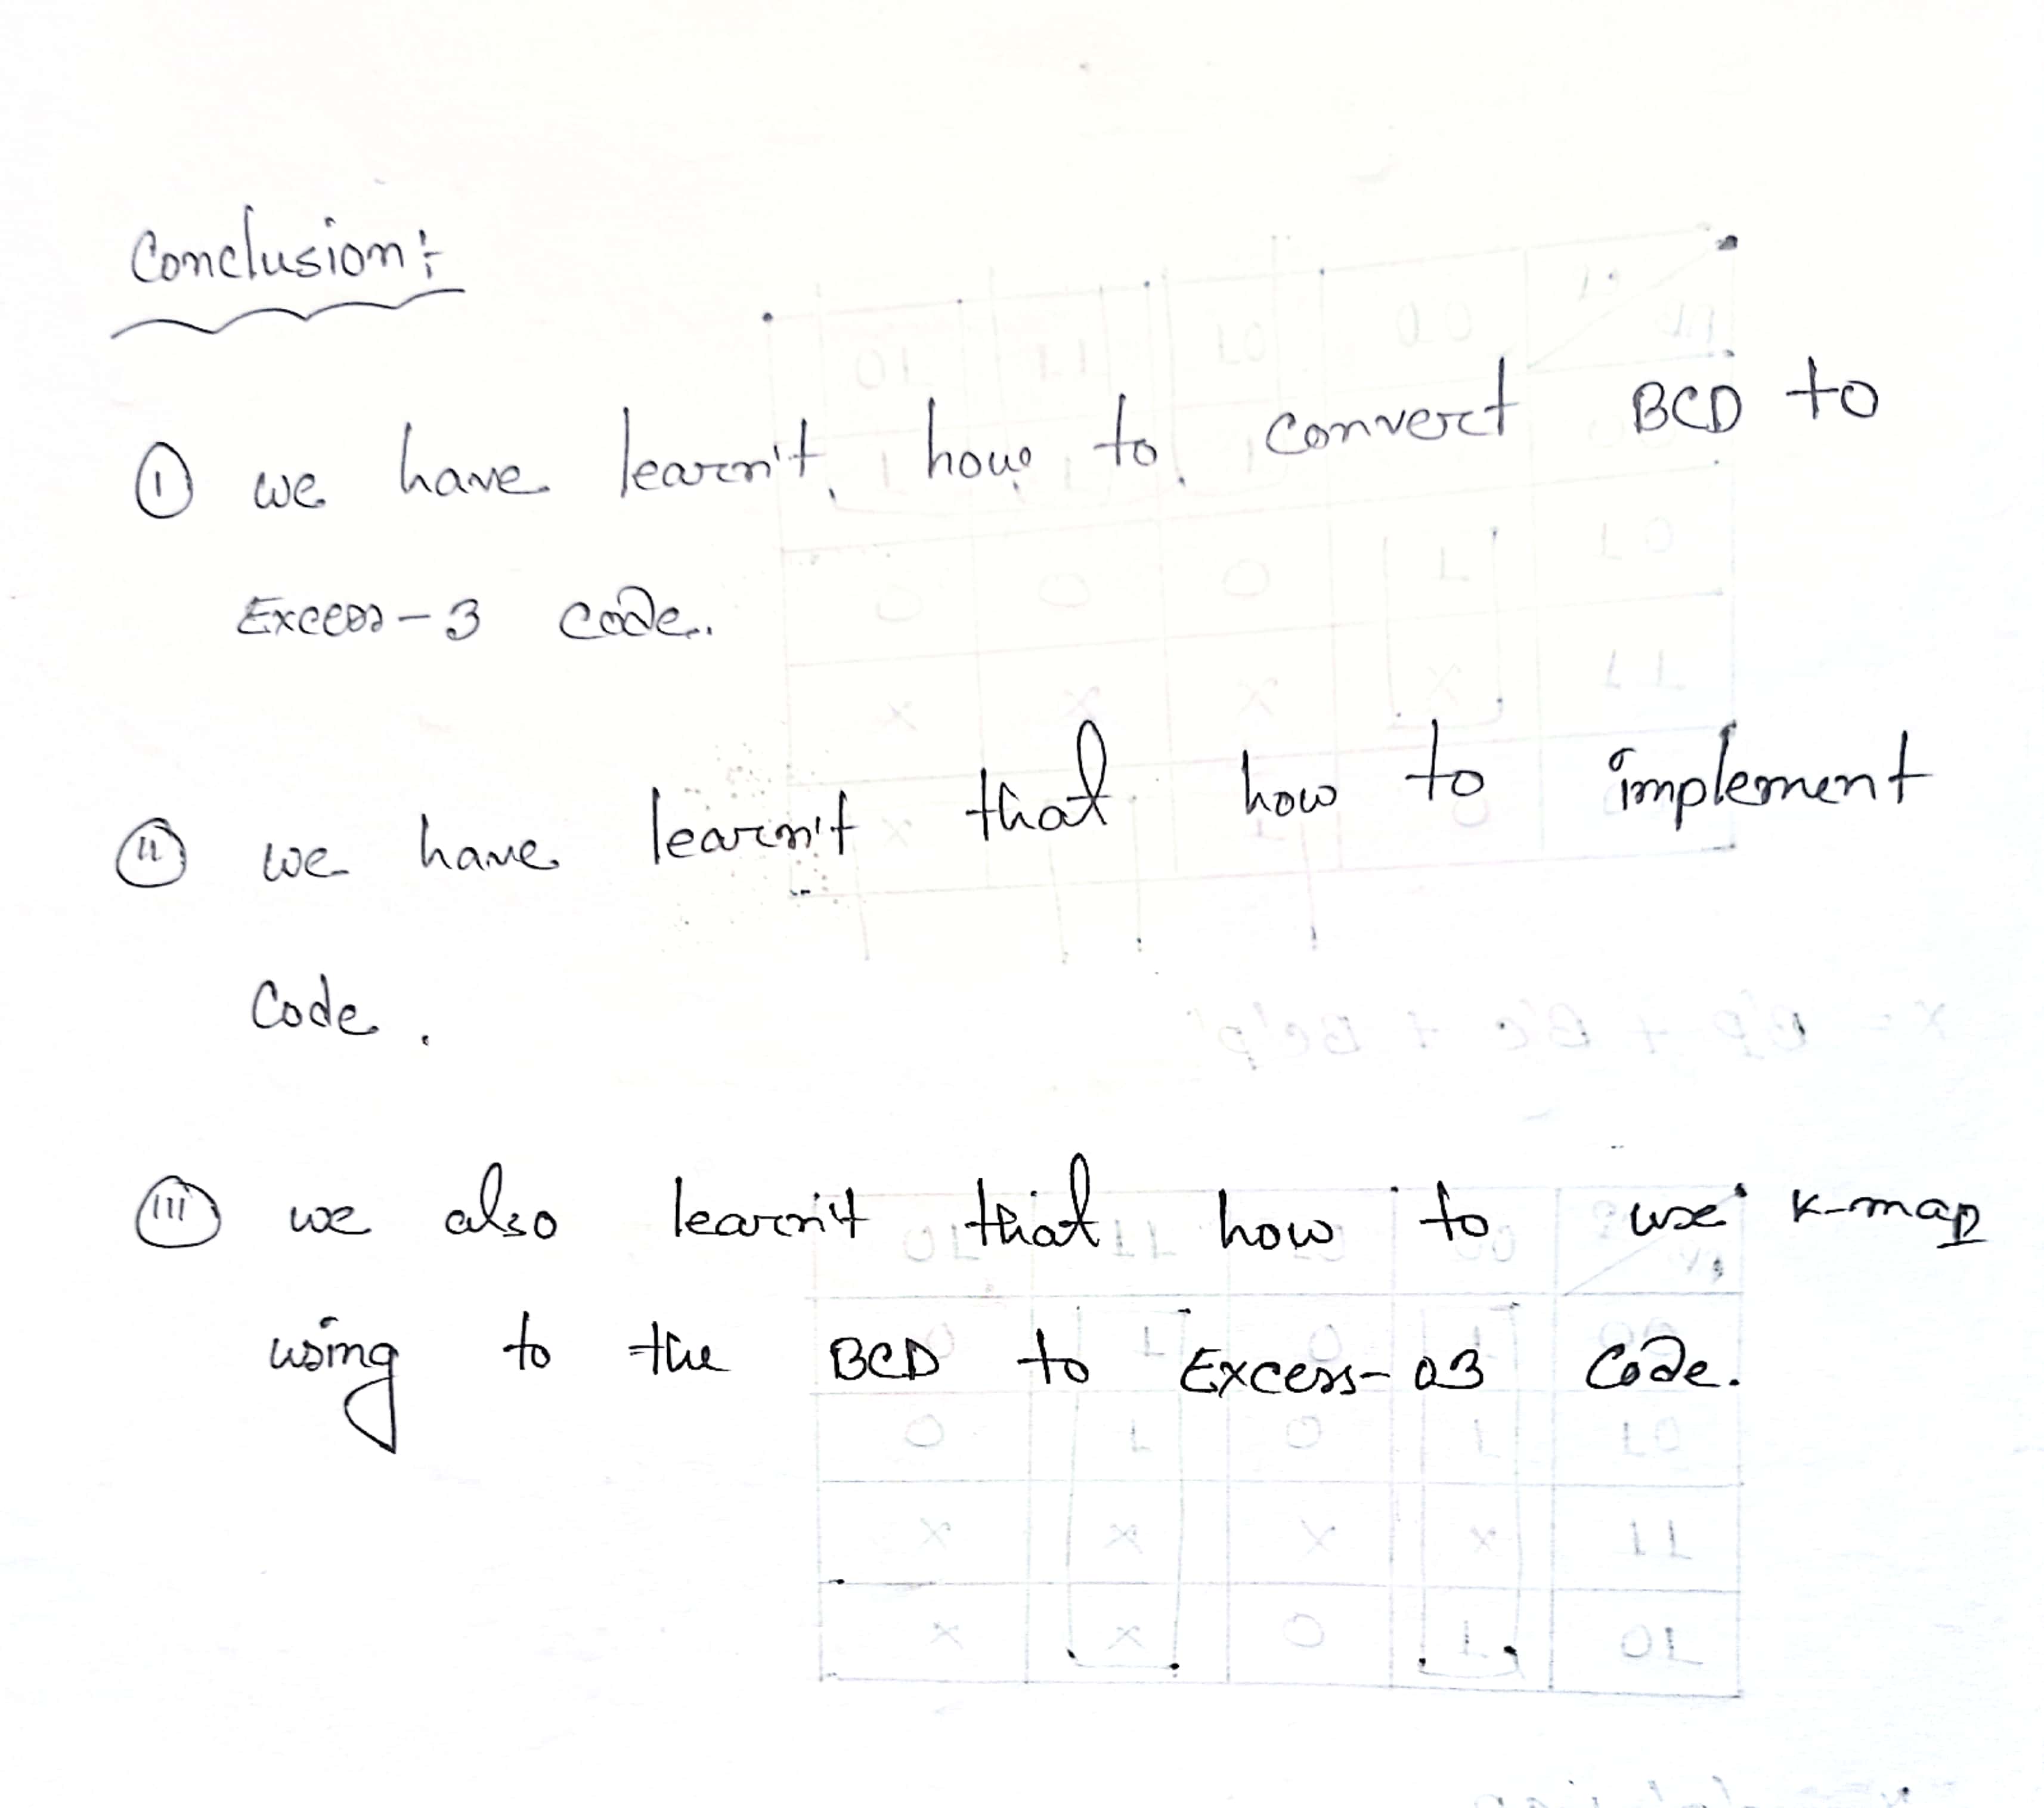 Conclusion:
(i) we have learn't how to convert BCD to
Excess-3 code.
(ii) we have learn't that how to implement
Code.
(iii) we also learn't that how to use K-map
using to the BCD to Excess-03 Code.